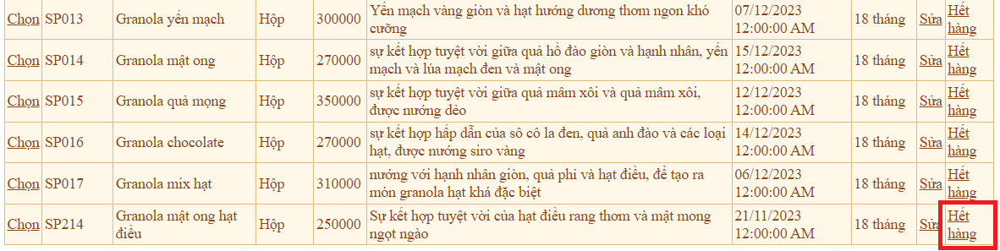 Chọn SP013 Granola yến mạch Hộp 300000 Yến mạch vàng giòn và hạt hướng dương thơm ngon khó cưỡng 07/12/2023 12:00:00 AM 18 tháng Sửa Hết hàng
Chọn SP014 Granola mật ong Hộp 270000 sự kết hợp tuyệt vời giữa quả hồ đào giòn và hạnh nhân, yến mạch và lúa mạch đen và mật ong 15/12/2023 12:00:00 AM 18 tháng Sửa Hết hàng
Chọn SP015 Granola quả mọng Hộp 350000 sự kết hợp tuyệt vời giữa quả mâm xôi và quả mâm xôi, được nướng dẻo 12/12/2023 12:00:00 AM 18 tháng Sửa Hết hàng
Chọn SP016 Granola chocolate Hộp 270000 sự kết hợp hấp dẫn của sô cô la đen, quả anh đào và các loại hạt, được nướng siro vàng 14/12/2023 12:00:00 AM 18 tháng Sửa Hết hàng
Chọn SP017 Granola mix hạt Hộp 310000 nướng với hạnh nhân giòn, quả phỉ và hạt điều, để tạo ra món granola hạt khá đặc biệt 06/12/2023 12:00:00 AM 18 tháng Sửa Hết hàng
Chọn SP214 Granola mật ong hạt điều Hộp 250000 Sự kết hợp tuyệt vời của hạt điều rang thơm và mật mong ngọt ngào 21/11/2023 12:00:00 AM 18 tháng Sửa Hết hàng